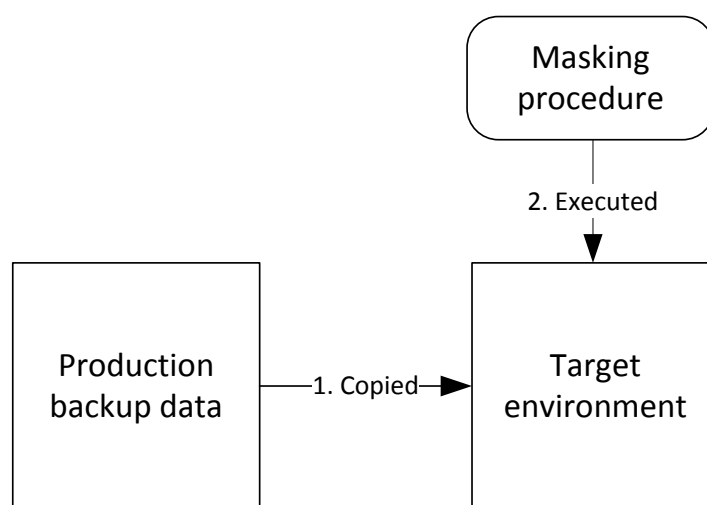 Masking
procedure
2. Executed
Production
backup data
1. Copied
Target
environment